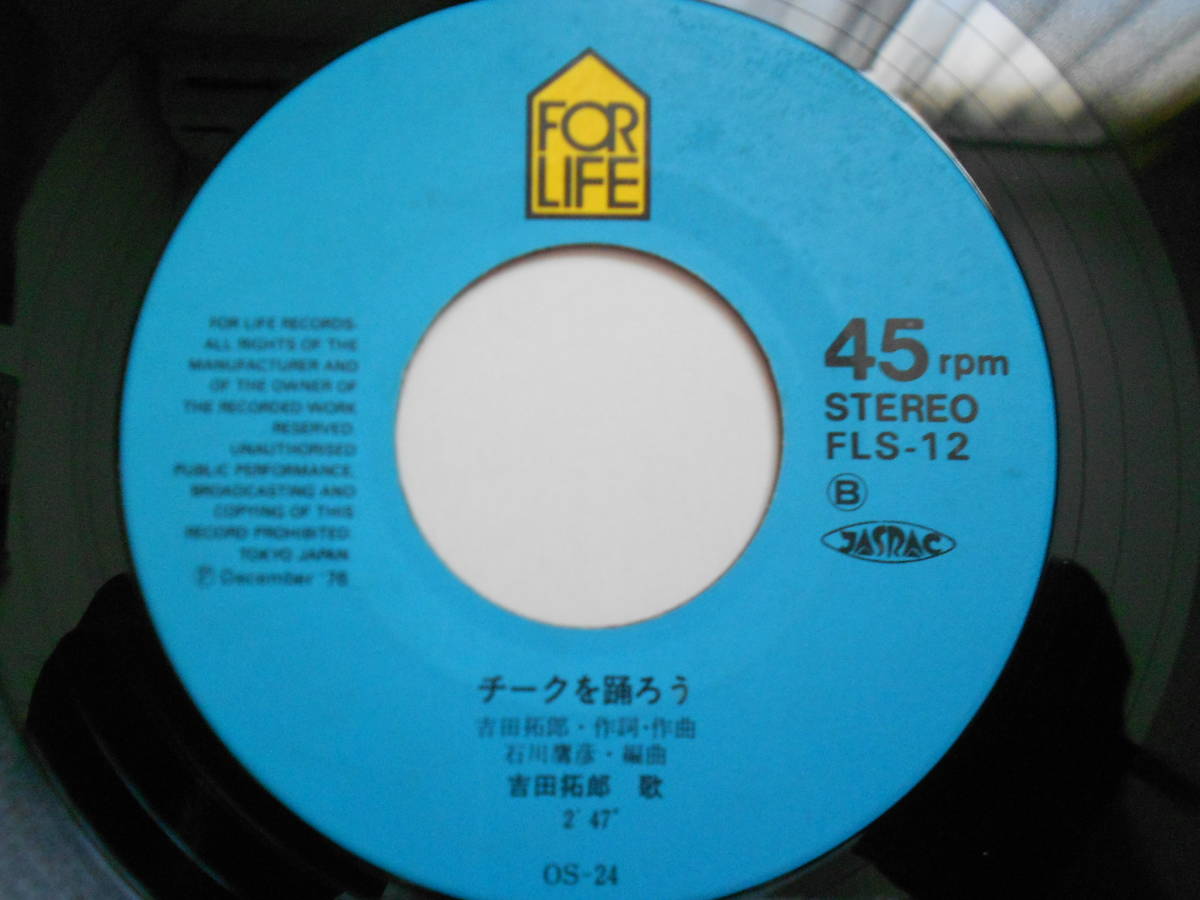 FOR
LIFE
FOR LIFE RECORDS-
ALL RIGHTS OF THE
MANUFACTURER AND
OF THE OWNER OF
THE RECORDED WORK
RESERVED.
UNAUTHORISED
PUBLIC PERFORMANCE,
BROADCASTING AND
COPYING OF THIS
RECORD PROHIBITED.
TOKYO JAPAN
Ⓟ December '76
45 rpm
STEREO
FLS-12
Ⓑ
JASRAC
チークを踊ろう
吉田拓郎・作詞・作曲
石川鷹彦・編曲
吉田拓郎 歌
2' 47"
OS-24